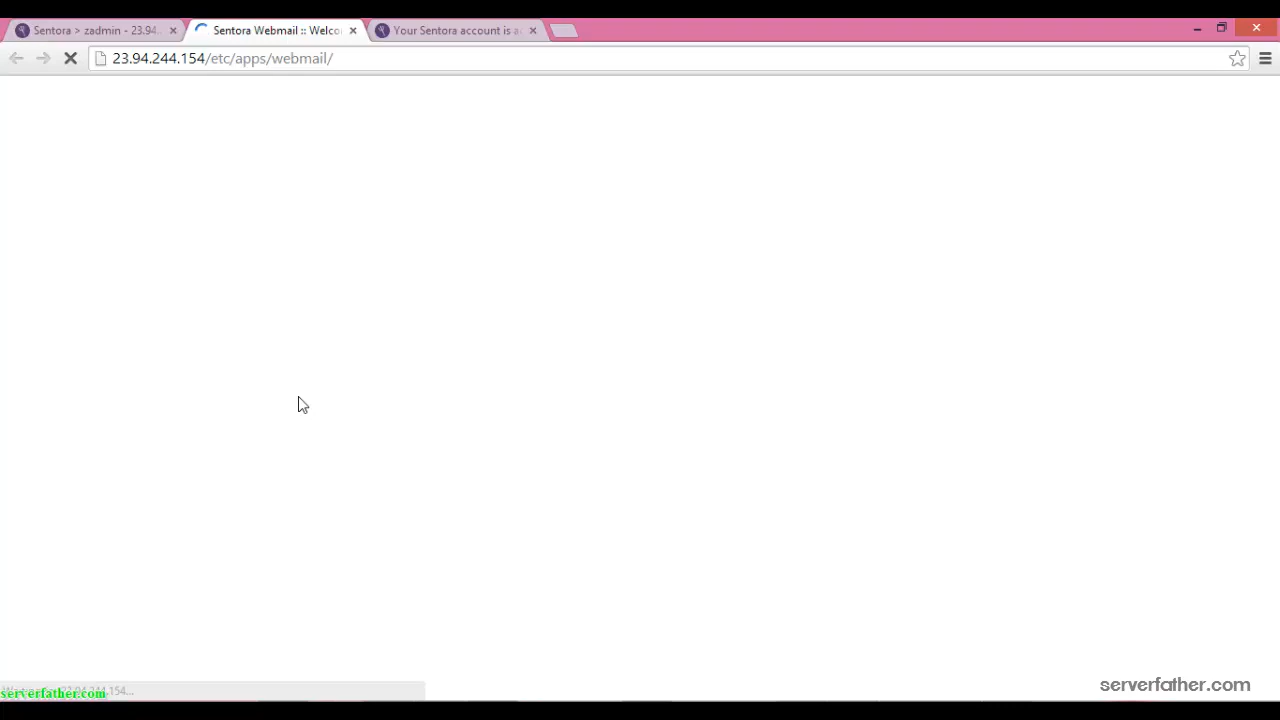 Sentora > zadmin - 23.94.
Sentora Webmail :: Welco
Your Sentora account is a
23.94.244.154/etc/apps/webmail/
serverfather.com
serverfather.com